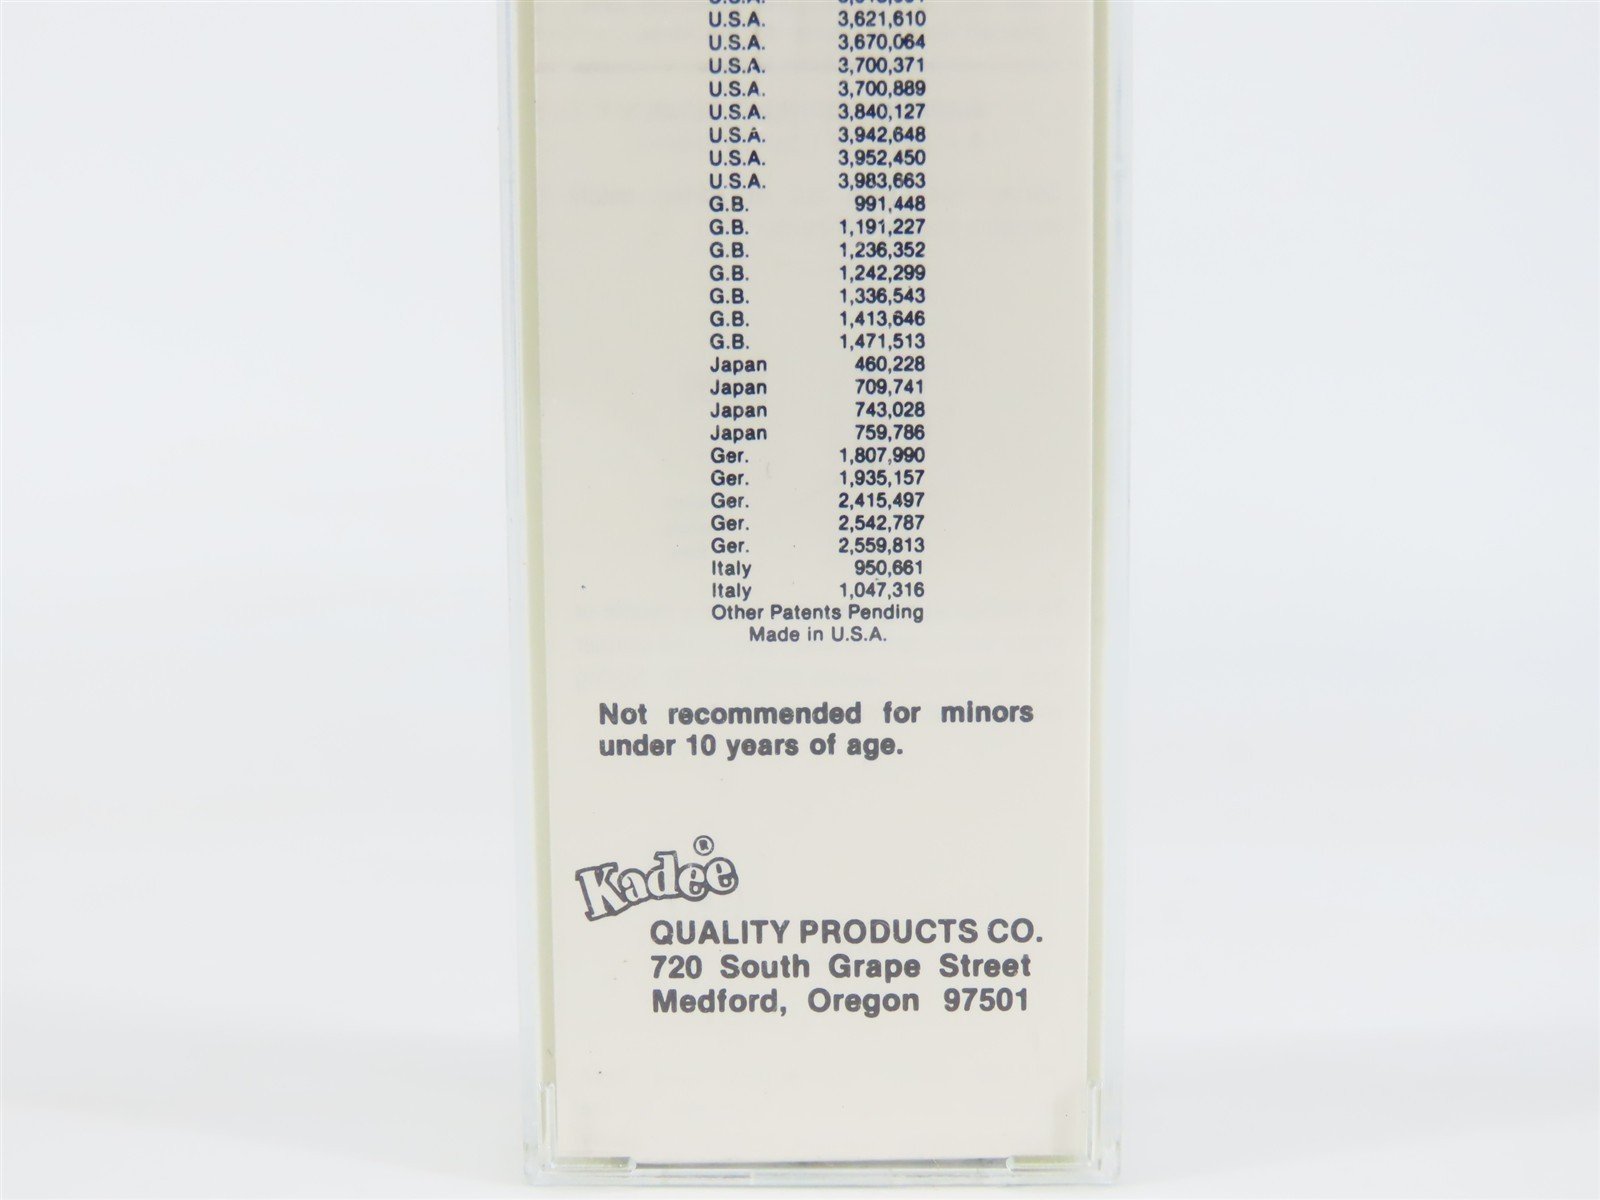 U.S.A. 3,621,610
U.S.A. 3,670,064
U.S.A. 3,700,371
U.S.A. 3,700,889
U.S.A. 3,840,127
U.S.A. 3,942,648
U.S.A. 3,952,450
U.S.A. 3,983,663
G.B. 991,448
G.B. 1,191,227
G.B. 1,236,352
G.B. 1,242,299
G.B. 1,336,543
G.B. 1,413,646
G.B. 1,471,513
Japan 460,228
Japan 709,741
Japan 743,028
Japan 759,786
Ger. 1,807,990
Ger. 1,935,157
Ger. 2,415,497
Ger. 2,542,787
Ger. 2,559,813
Italy 950,661
Italy 1,047,316
Other Patents Pending
Made in U.S.A.
Not recommended for minors
under 10 years of age.
Kadee®
QUALITY PRODUCTS CO.
720 South Grape Street
Medford, Oregon 97501